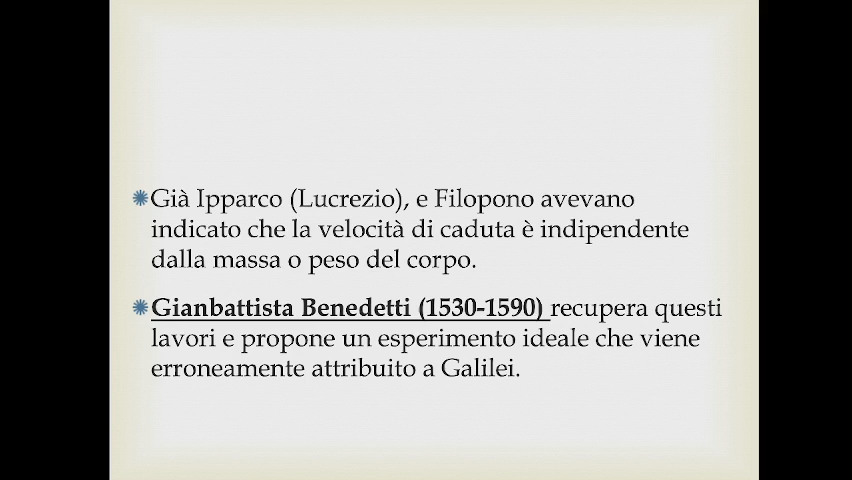 Già Ipparco (Lucrezio), e Filopono avevano
indicato che la velocità di caduta è indipendente
dalla massa o peso del corpo.
Gianbattista Benedetti (1530-1590) recupera questi
lavori e propone un esperimento ideale che viene
erroneamente attribuito a Galilei.